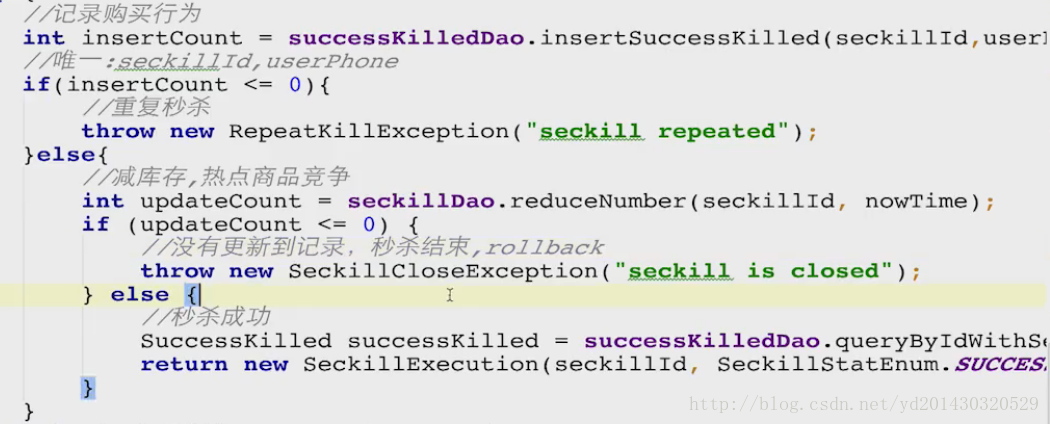 //记录购买行为
int insertCount = successKilledDao.insertSuccessKilled(seckillId,user
//唯一:seckillId,userPhone
if(insertCount <= 0){
//重复秒杀
throw new RepeatKillException("seckill repeated");
}else{
//减库存,热点商品竞争
int updateCount = seckillDao.reduceNumber(seckillId, nowTime);
if (updateCount <= 0) {
//没有更新到记录，秒杀结束,rollback
throw new SeckillCloseException("seckill is closed");
} else {
//秒杀成功
SuccessKilled successKilled = successKilledDao.queryByIdWithSe
return new SeckillExecution(seckillId, SeckillStatEnum.SUCCES
}
}
http://blog.csdn.net/yd201430320529